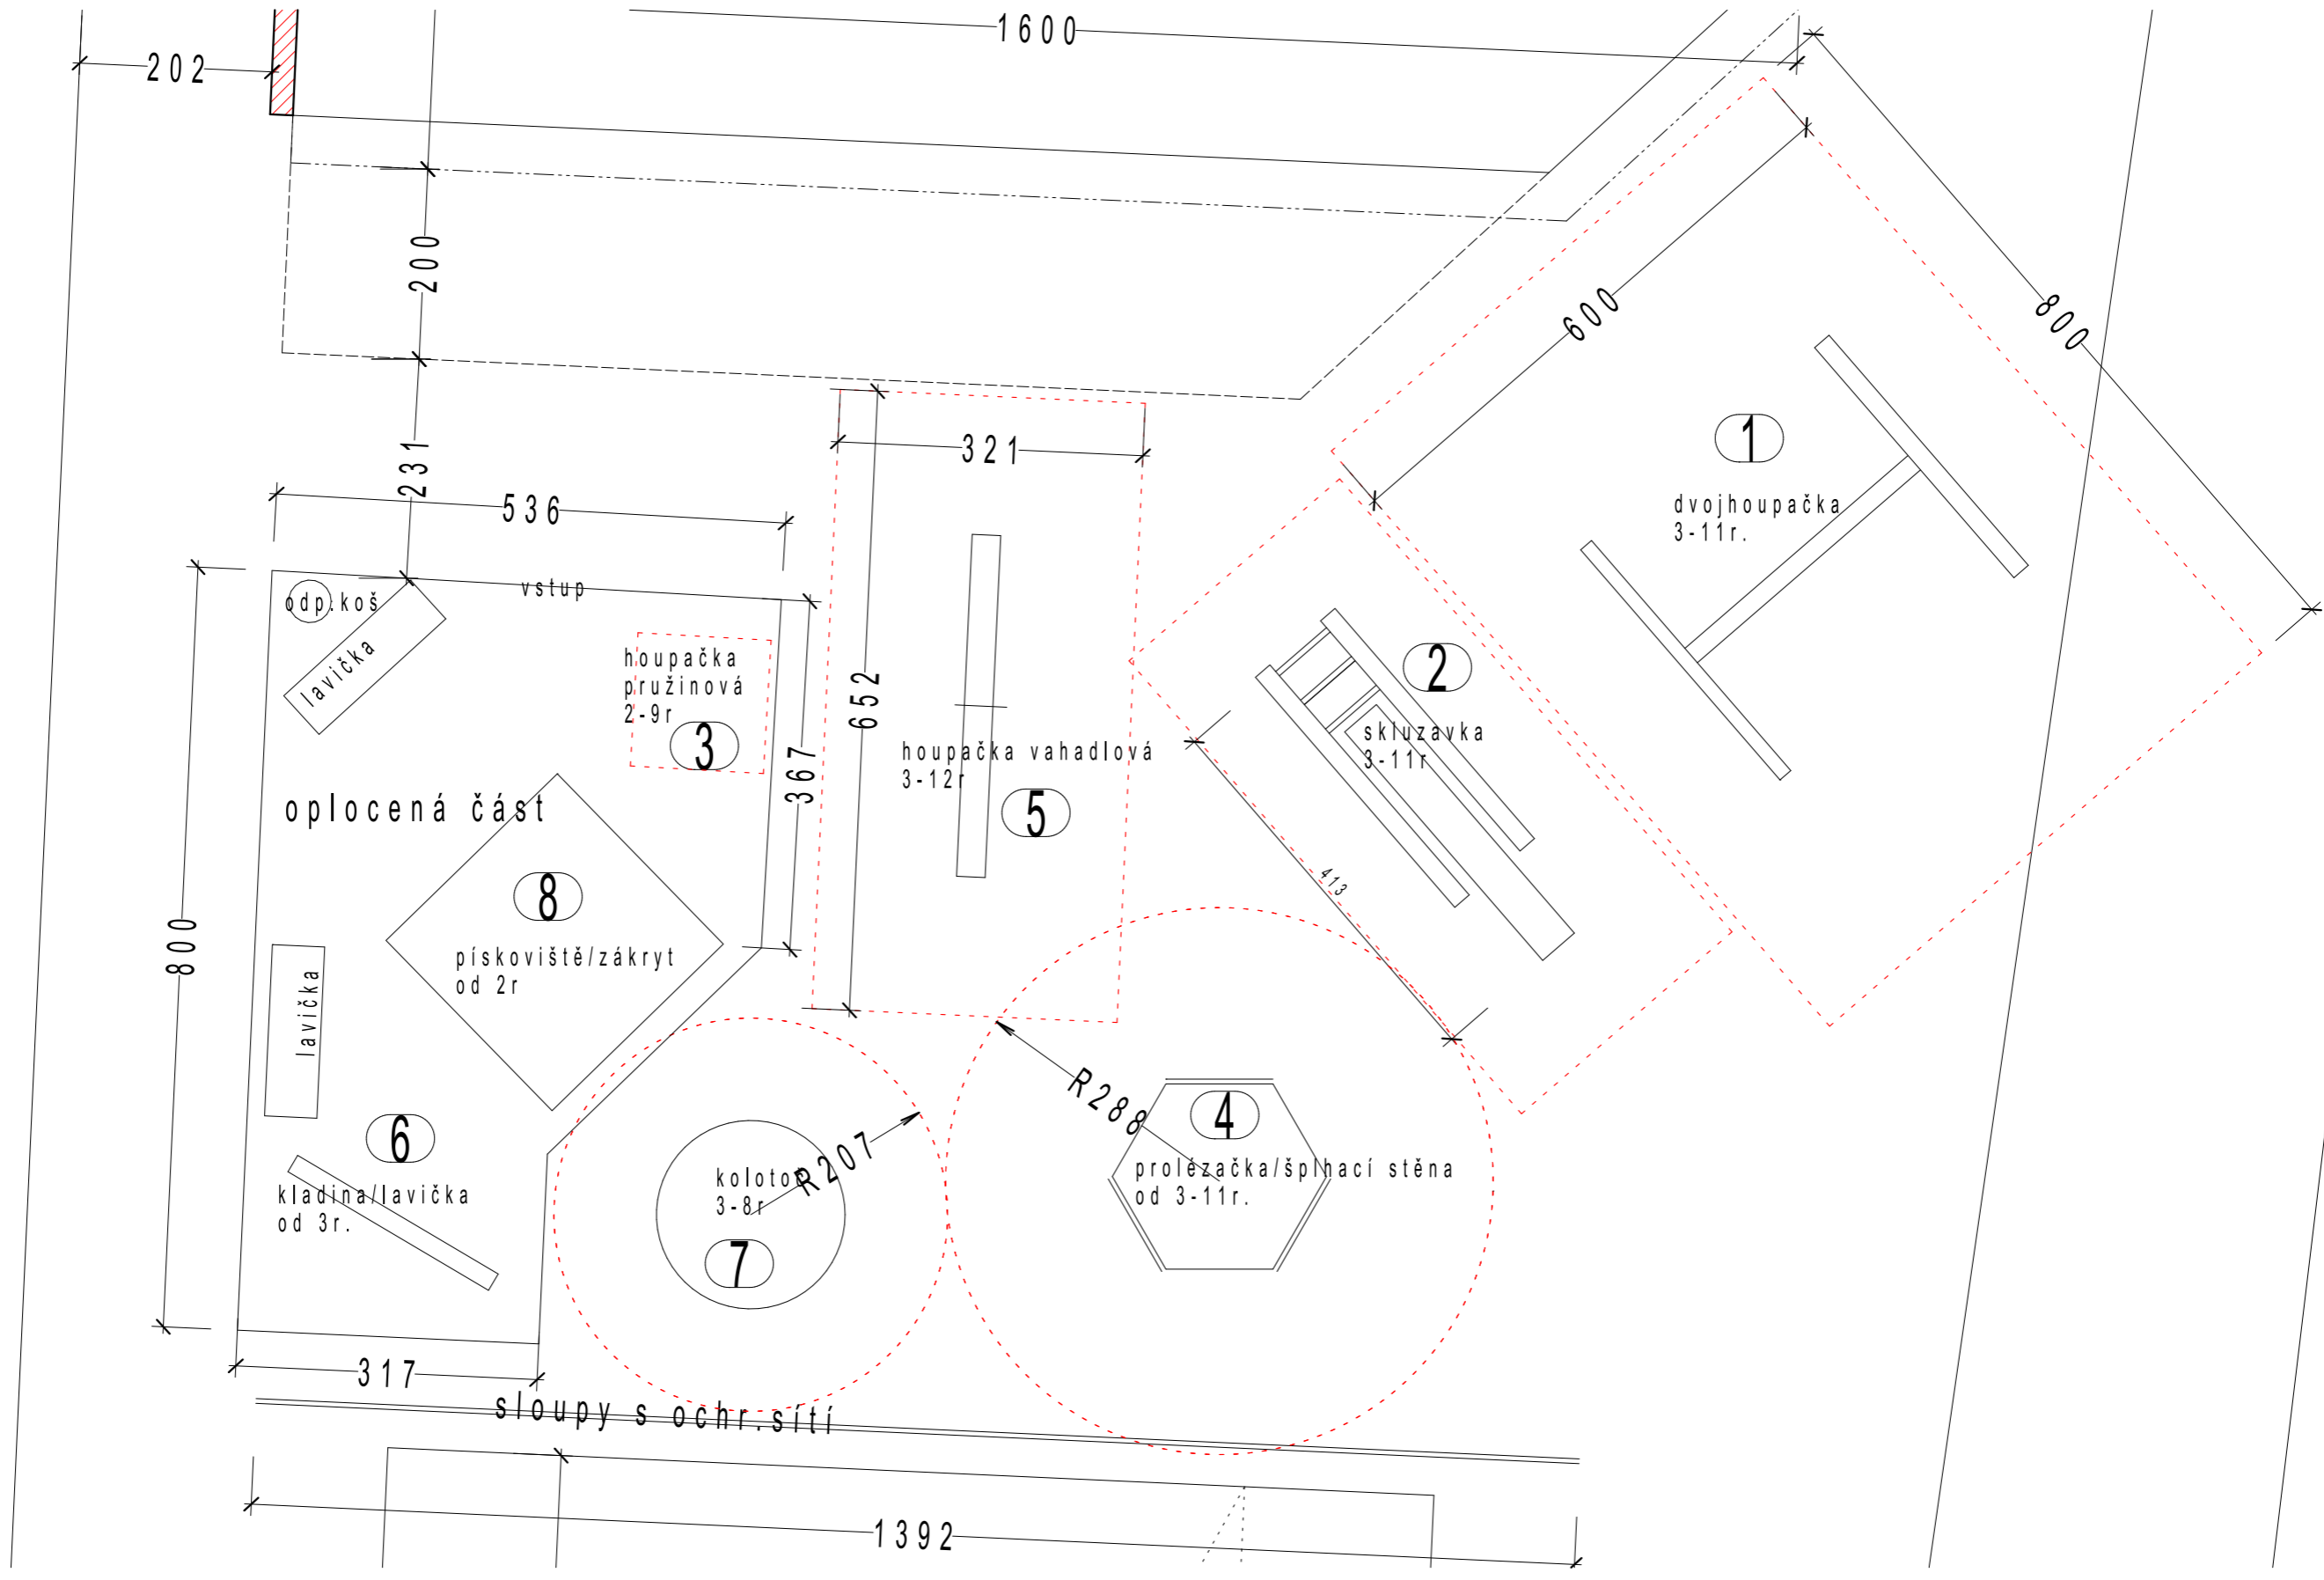 1600
202
200
600
800
231
321
536
1
dvojhoupačka
3-11r.
vstup
odp.koš
lavička
houpačka
pružinová
2-9r
3
652
2
skluzavka
3-11r
houpačka vahadlová
3-12r
5
367
oplocená část
413
8
pískoviště/zákryt
od 2r
800
lavička
R288
4
6
prolézačka/šplhací stěna
od 3-11r.
kladina/lavička
od 3r.
kolotoč
3-8r
R207
7
317
sloupy s ochr.sítí
1392